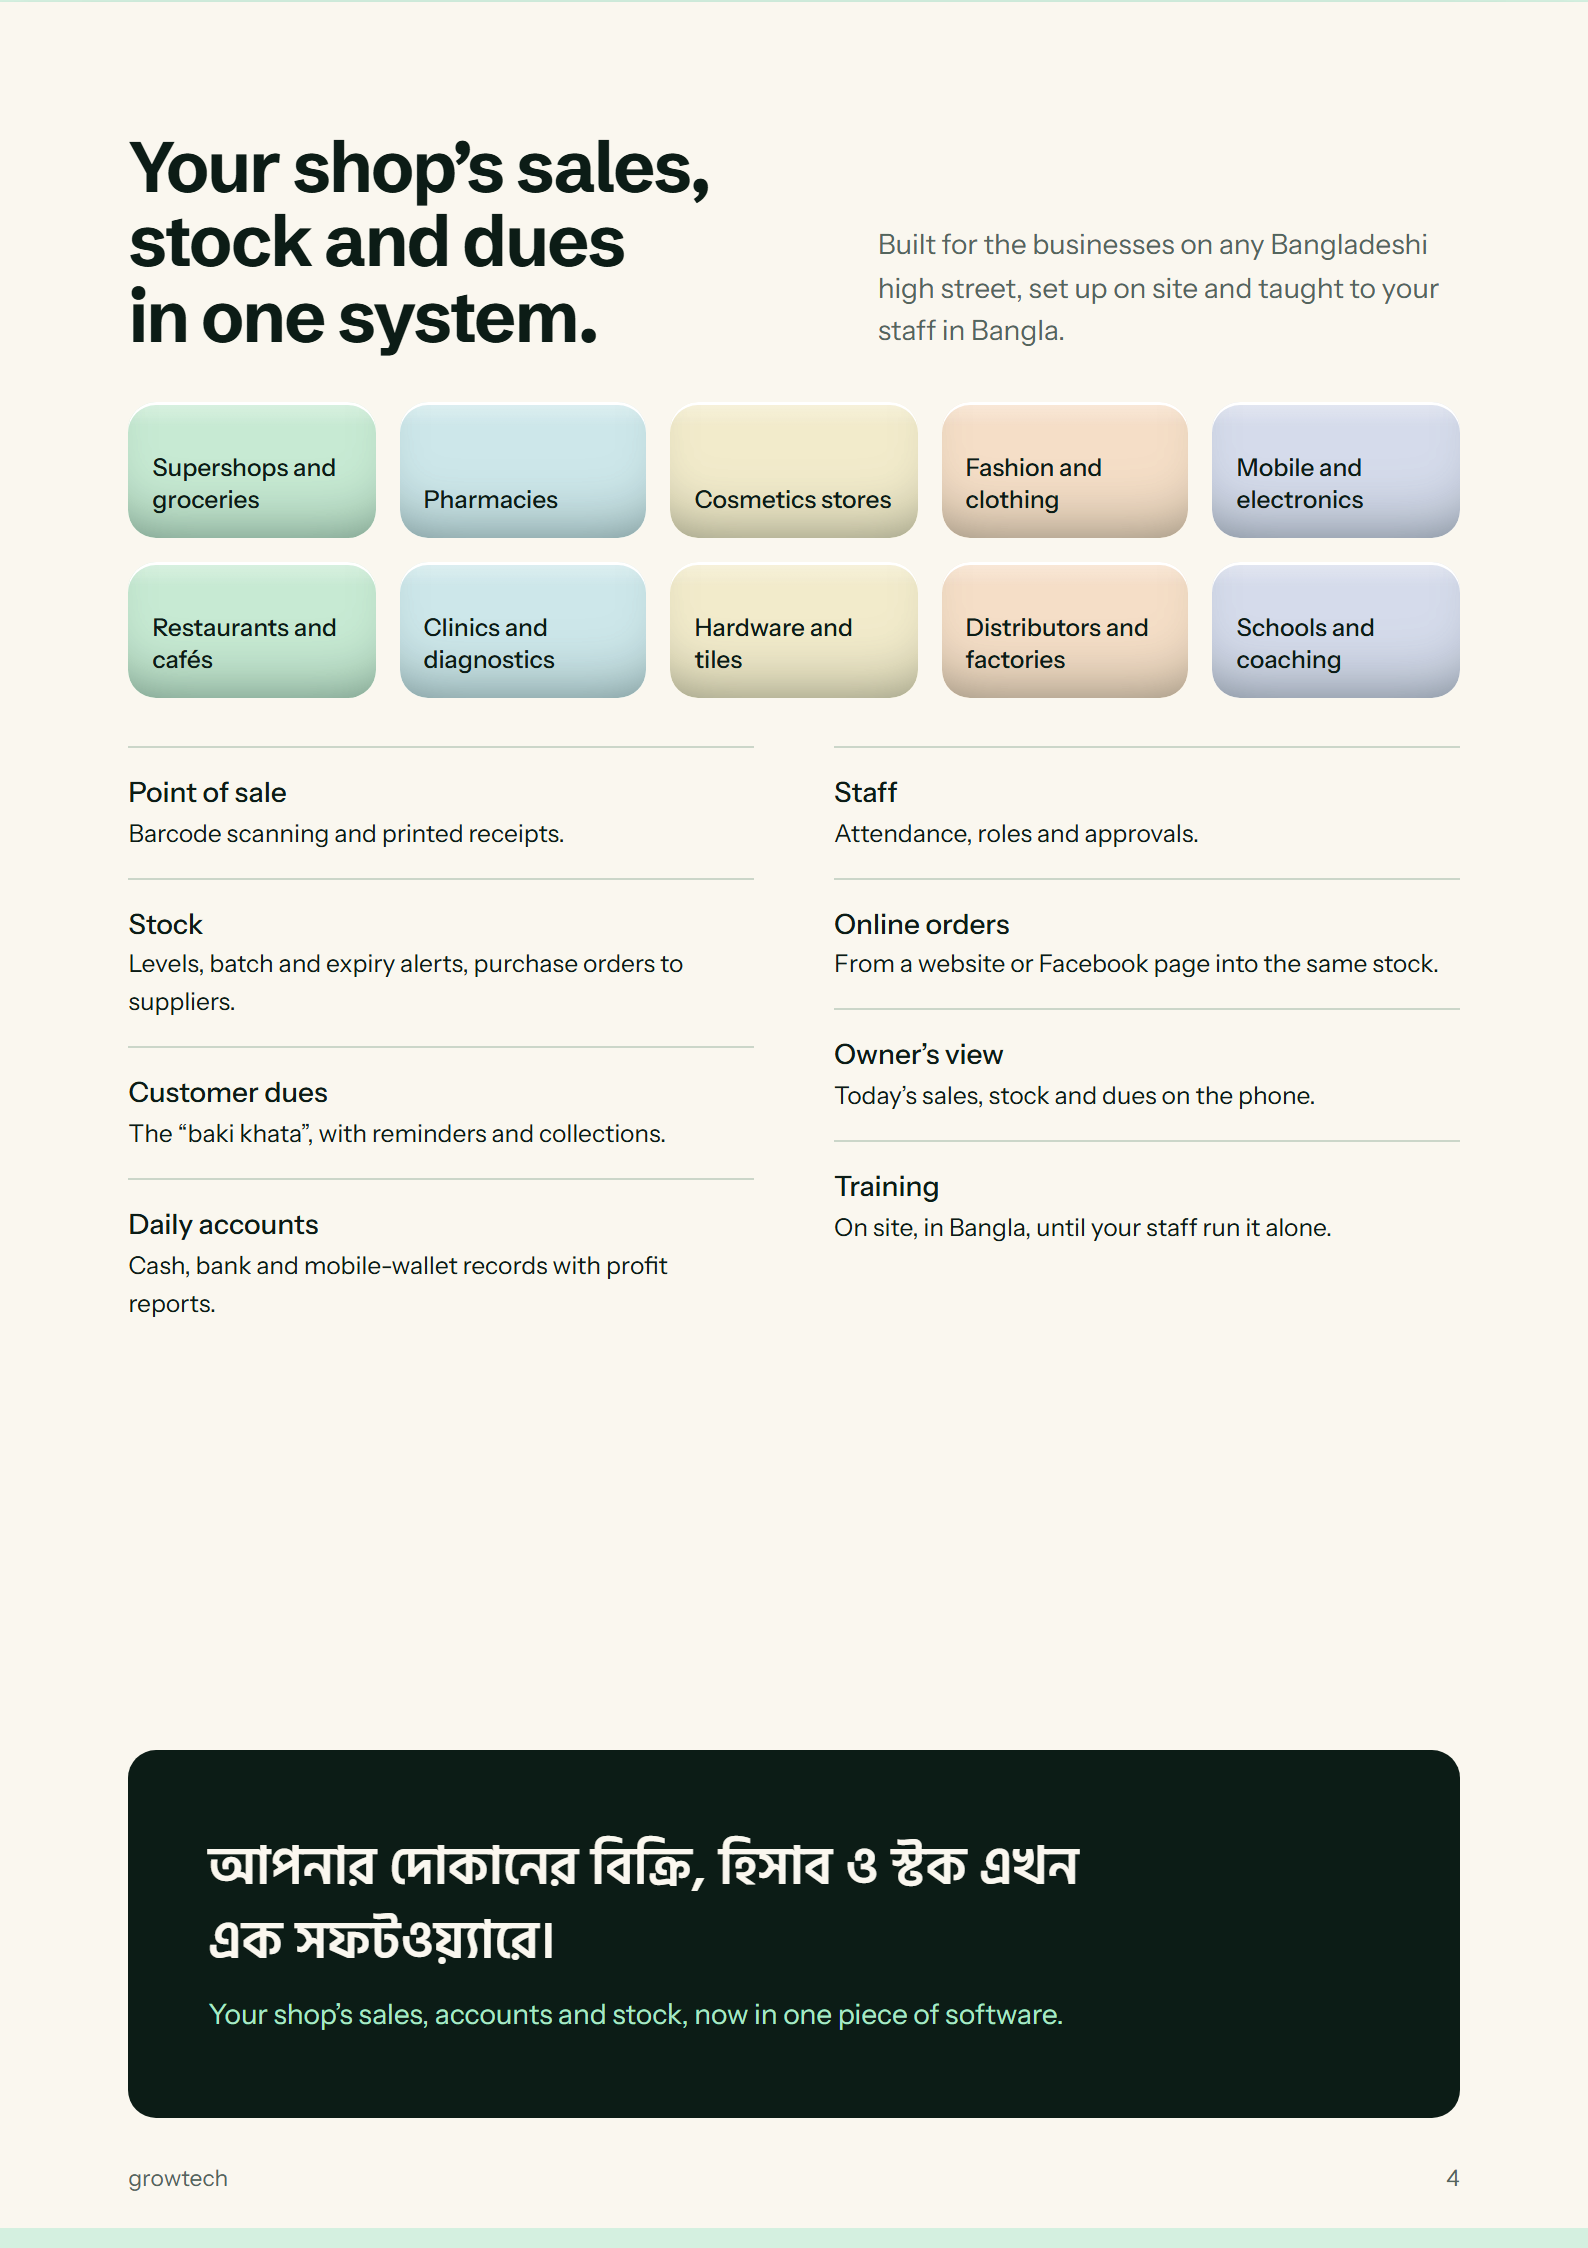 Your shop’s sales,
stock and dues
in one system.
Built for the businesses on any Bangladeshi
high street, set up on site and taught to your
staff in Bangla.
Supershops and
groceries
Pharmacies
Cosmetics stores
Fashion and
clothing
Mobile and
electronics
Restaurants and
cafés
Clinics and
diagnostics
Hardware and
tiles
Distributors and
factories
Schools and
coaching
Point of sale
Barcode scanning and printed receipts.
Stock
Levels, batch and expiry alerts, purchase orders to
suppliers.
Customer dues
The “baki khata”, with reminders and collections.
Daily accounts
Cash, bank and mobile-wallet records with profit
reports.
Staff
Attendance, roles and approvals.
Online orders
From a website or Facebook page into the same stock.
Owner’s view
Today’s sales, stock and dues on the phone.
Training
On site, in Bangla, until your staff run it alone.
আপনার দোকানের বিক্রি, হিসাব ও স্টক এখন
এক সফটওয়্যারে।
Your shop’s sales, accounts and stock, now in one piece of software.
growtech
4